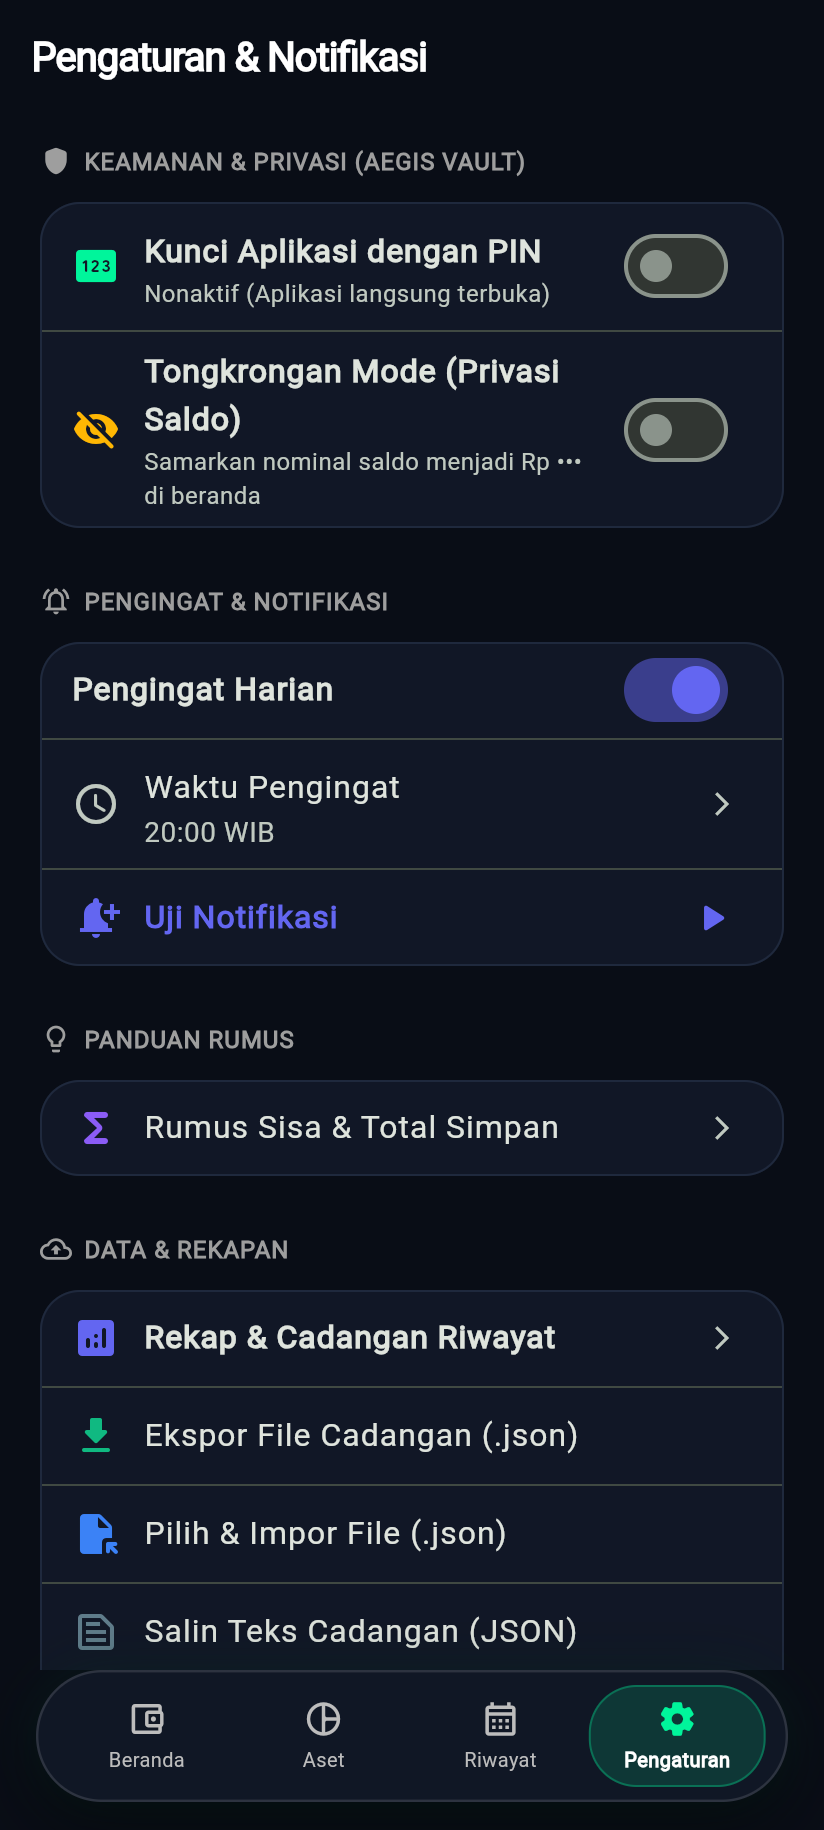 Pengaturan & Notifikasi
KEAMANAN & PRIVASI (AEGIS VAULT)
123
Kunci Aplikasi dengan PIN
Nonaktif (Aplikasi langsung terbuka)
Tongkrongan Mode (Privasi
Saldo)
Samarkan nominal saldo menjadi Rp •••
di beranda
PENGINGAT & NOTIFIKASI
Pengingat Harian
Waktu Pengingat
20:00 WIB
Uji Notifikasi
PANDUAN RUMUS
Rumus Sisa & Total Simpan
DATA & REKAPAN
Rekap & Cadangan Riwayat
Ekspor File Cadangan (.json)
Pilih & Impor File (.json)
Salin Teks Cadangan (JSON)
Beranda
Aset
Riwayat
Pengaturan